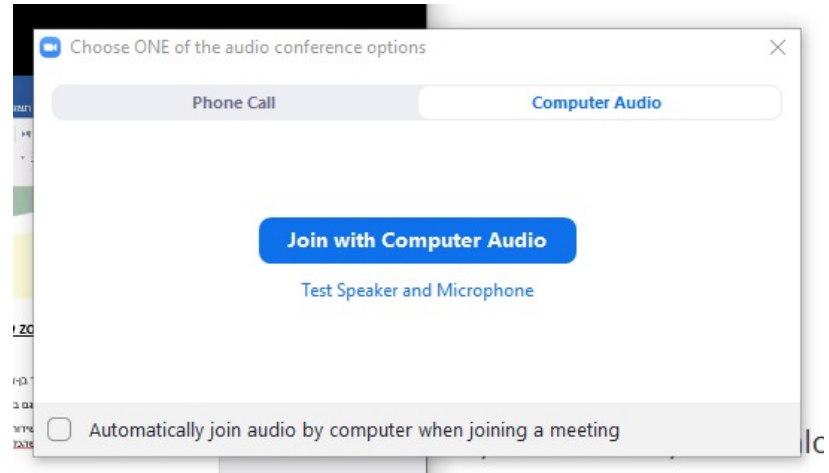 Choose ONE of the audio conference options
Phone Call
Computer Audio
Join with Computer Audio
Test Speaker and Microphone
Automatically join audio by computer when joining a meeting